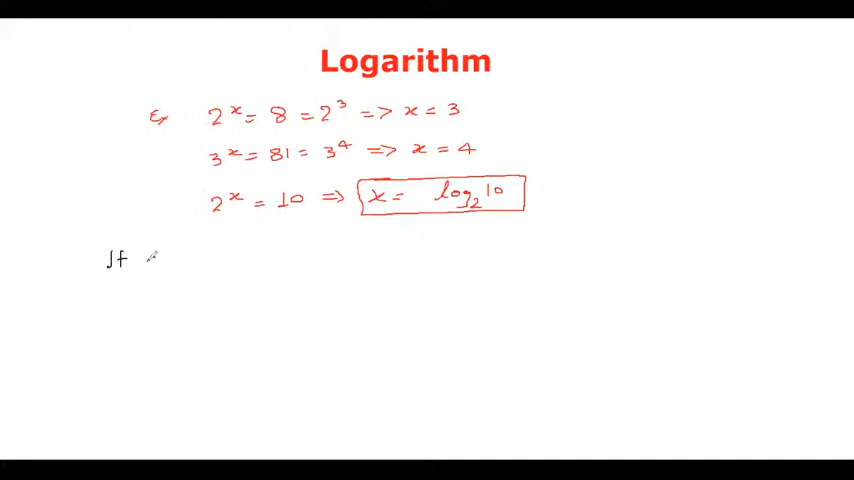 Logarithm
Ex 2^x = 8 = 2^3 => x = 3
3^x = 81 = 3^4 => x = 4
2^x = 10 => x = log_2 10
If